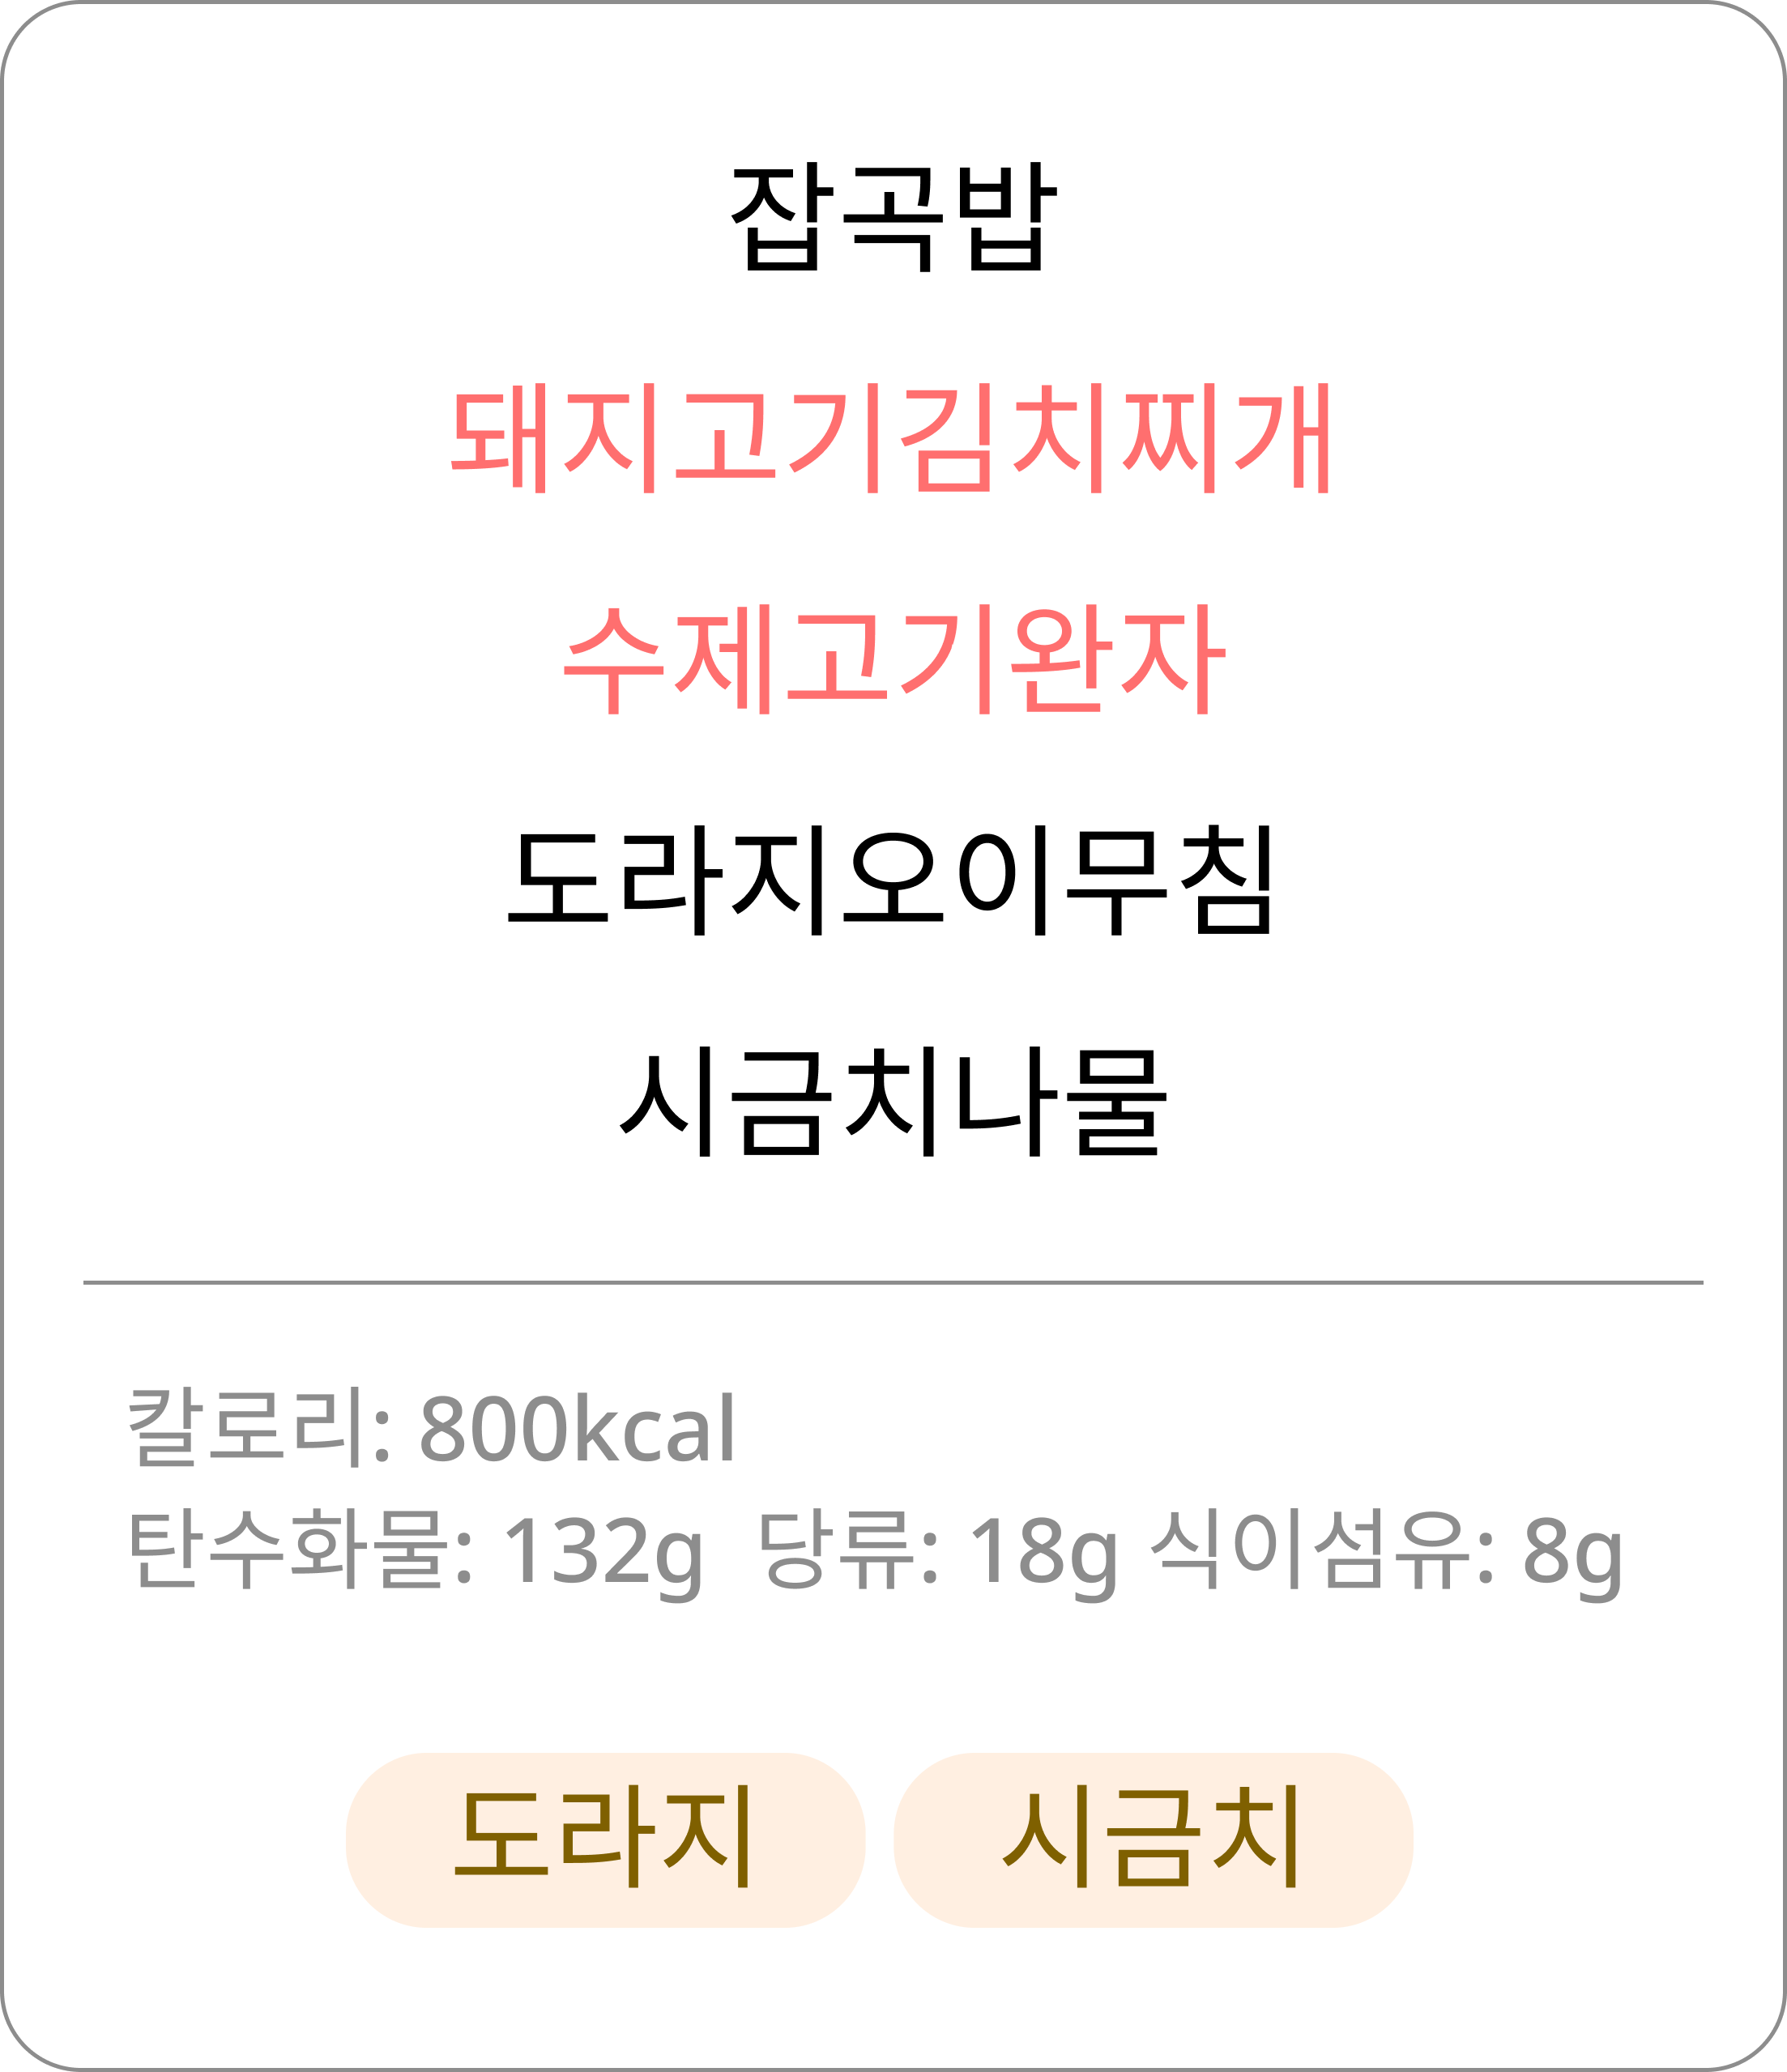 잡곡밥
돼지고기김치찌개
수제고기완자
도라지오이무침
시금치나물
칼로리: 800kcal
탄수화물: 132g 당류: 18g 식이섬유: 8g
도라지 시금치